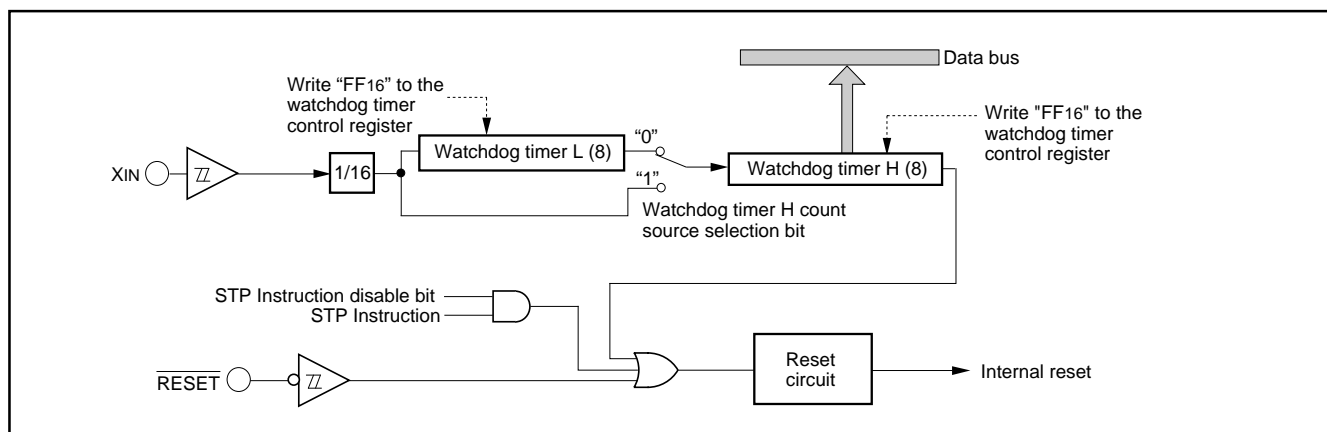 Data bus
Write “FF16” to the
watchdog timer
control register
Write "FF16" to the
watchdog timer
control register
“0”
Watchdog timer L (8)
Watchdog timer H (8)
XIN
1/16
“1”
Watchdog timer H count
source selection bit
STP Instruction disable bit
STP Instruction
RESET
Reset
circuit
Internal reset